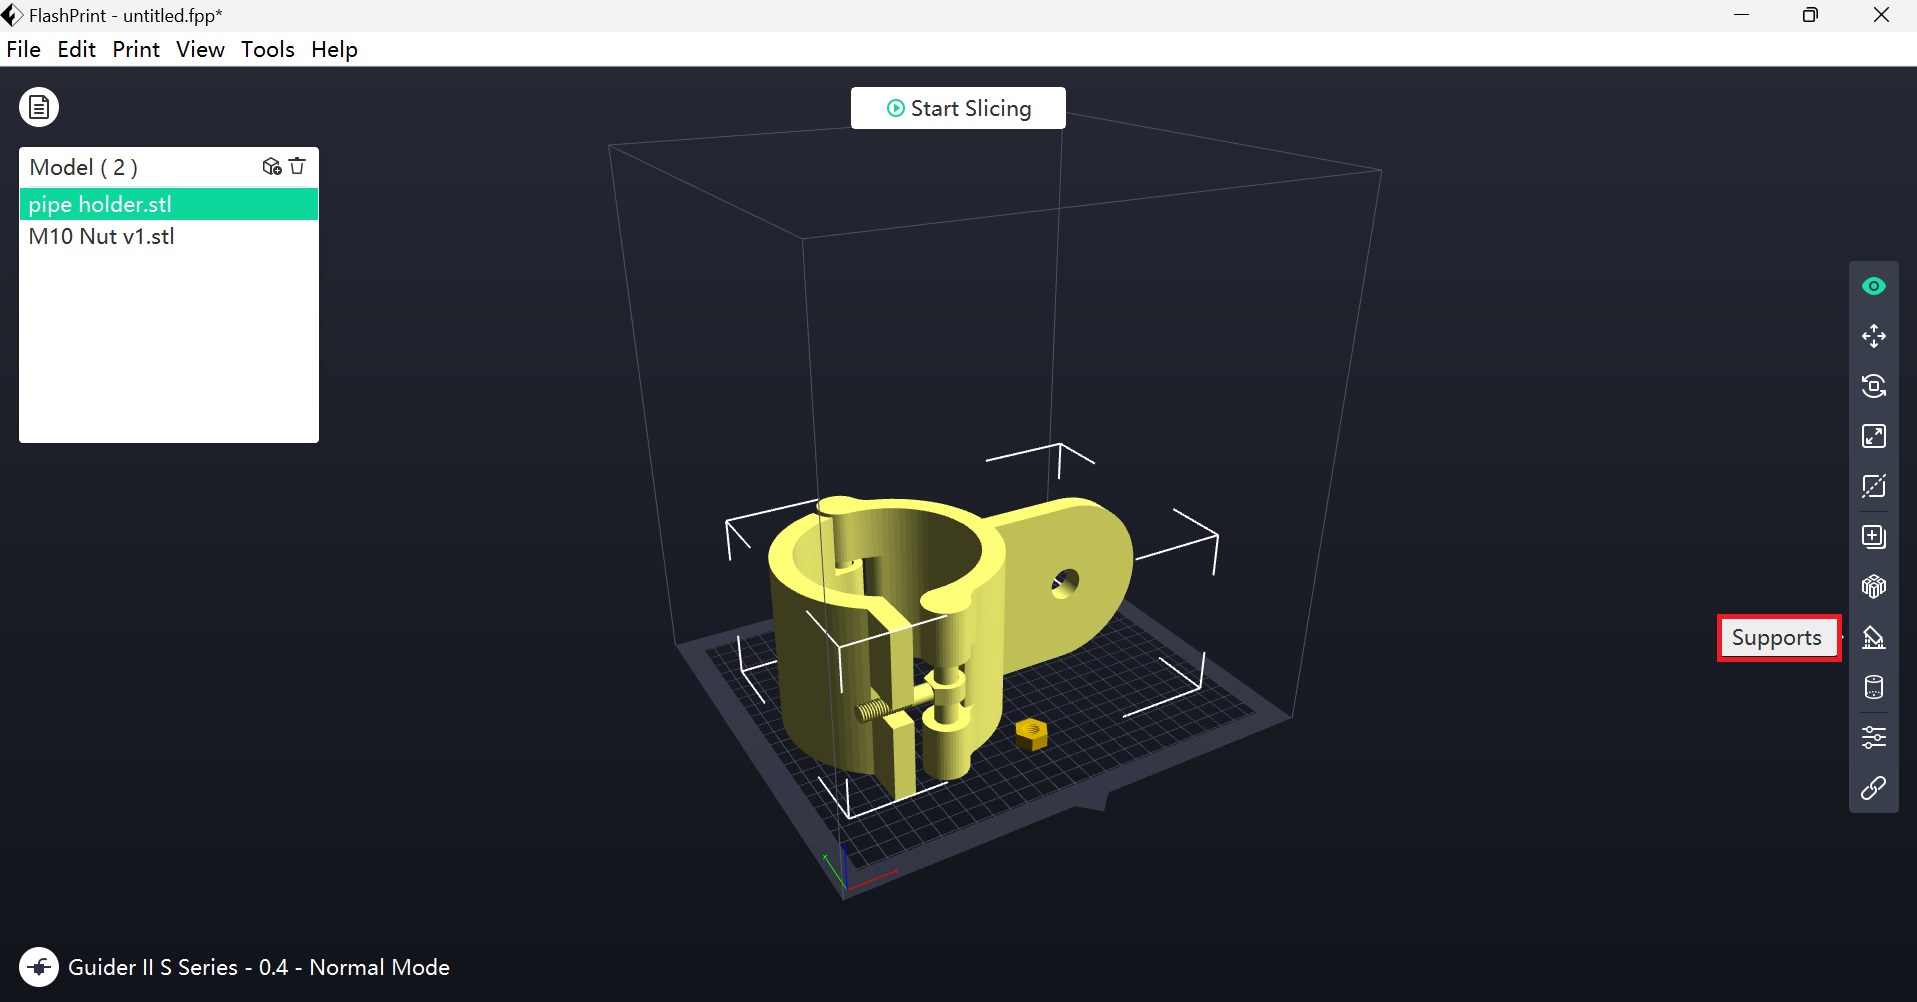 FlashPrint - untitled.fpp*
File Edit Print View Tools Help
Start Slicing
Model ( 2 )
pipe holder.stl
M10 Nut v1.stl
Supports
Guider II S Series - 0.4 - Normal Mode